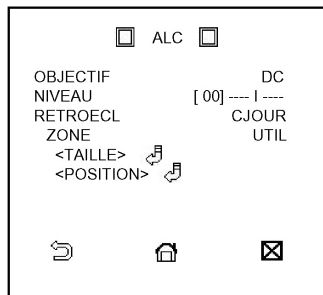 ALC
OBJECTIF DC
NIVEAU [ 00] ---- I ----
RETROECL CJOUR
ZONE UTIL
<TAILLE>
<POSITION>